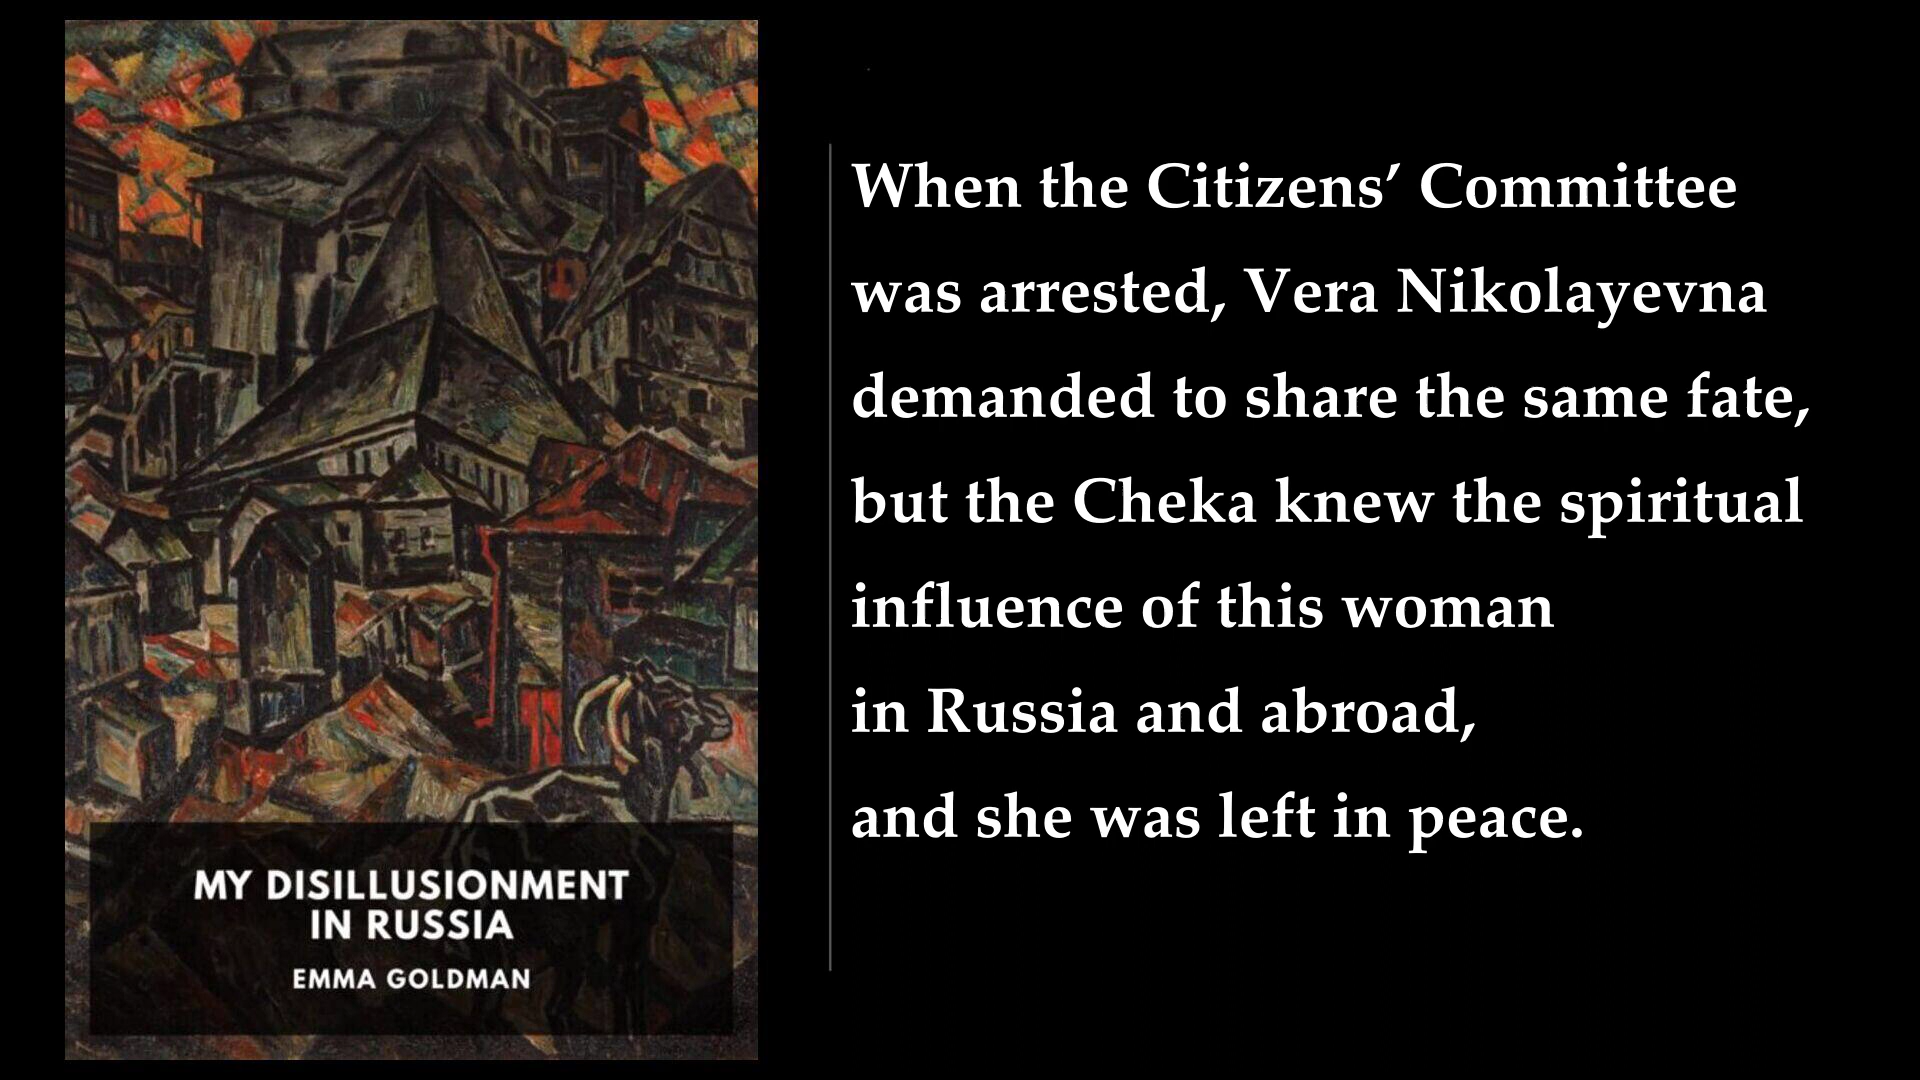 MY DISILLUSIONMENT
IN RUSSIA
EMMA GOLDMAN
When the Citizens’ Committee
was arrested, Vera Nikolayevna
demanded to share the same fate,
but the Cheka knew the spiritual
influence of this woman
in Russia and abroad,
and she was left in peace.